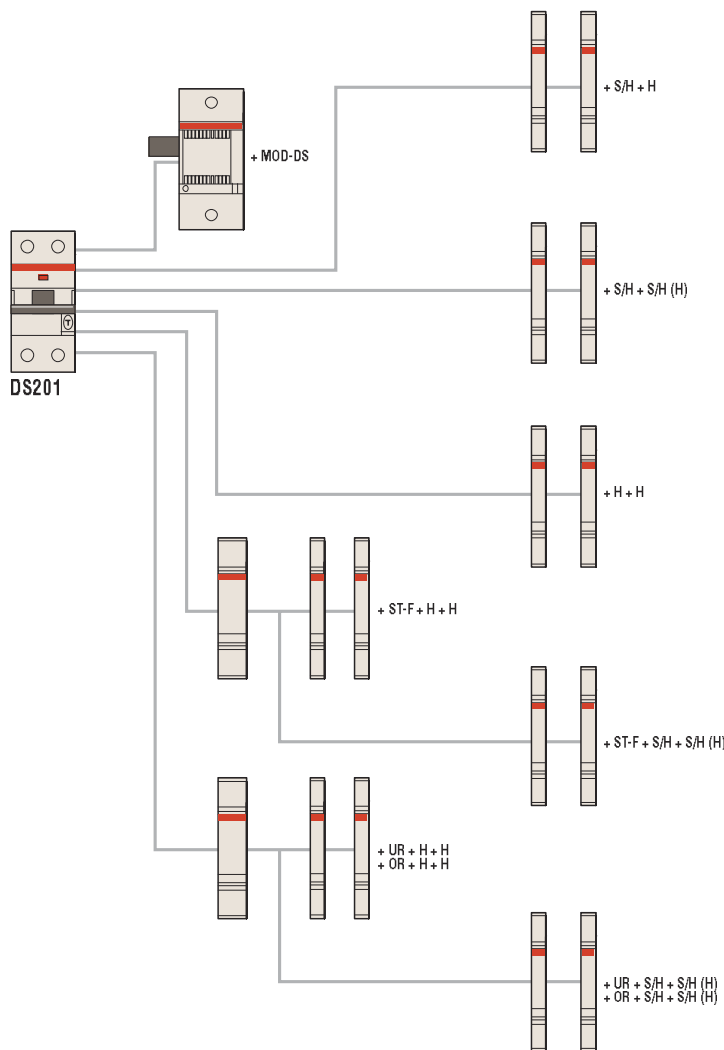 + S/H + H
+ MOD-DS
T
+ S/H + S/H (H)
DS201
+ H + H
+ ST-F + H + H
+ ST-F + S/H + S/H (H)
+ UR + H + H
+ OR + H + H
+ UR + S/H + S/H (H)
+ OR + S/H + S/H (H)